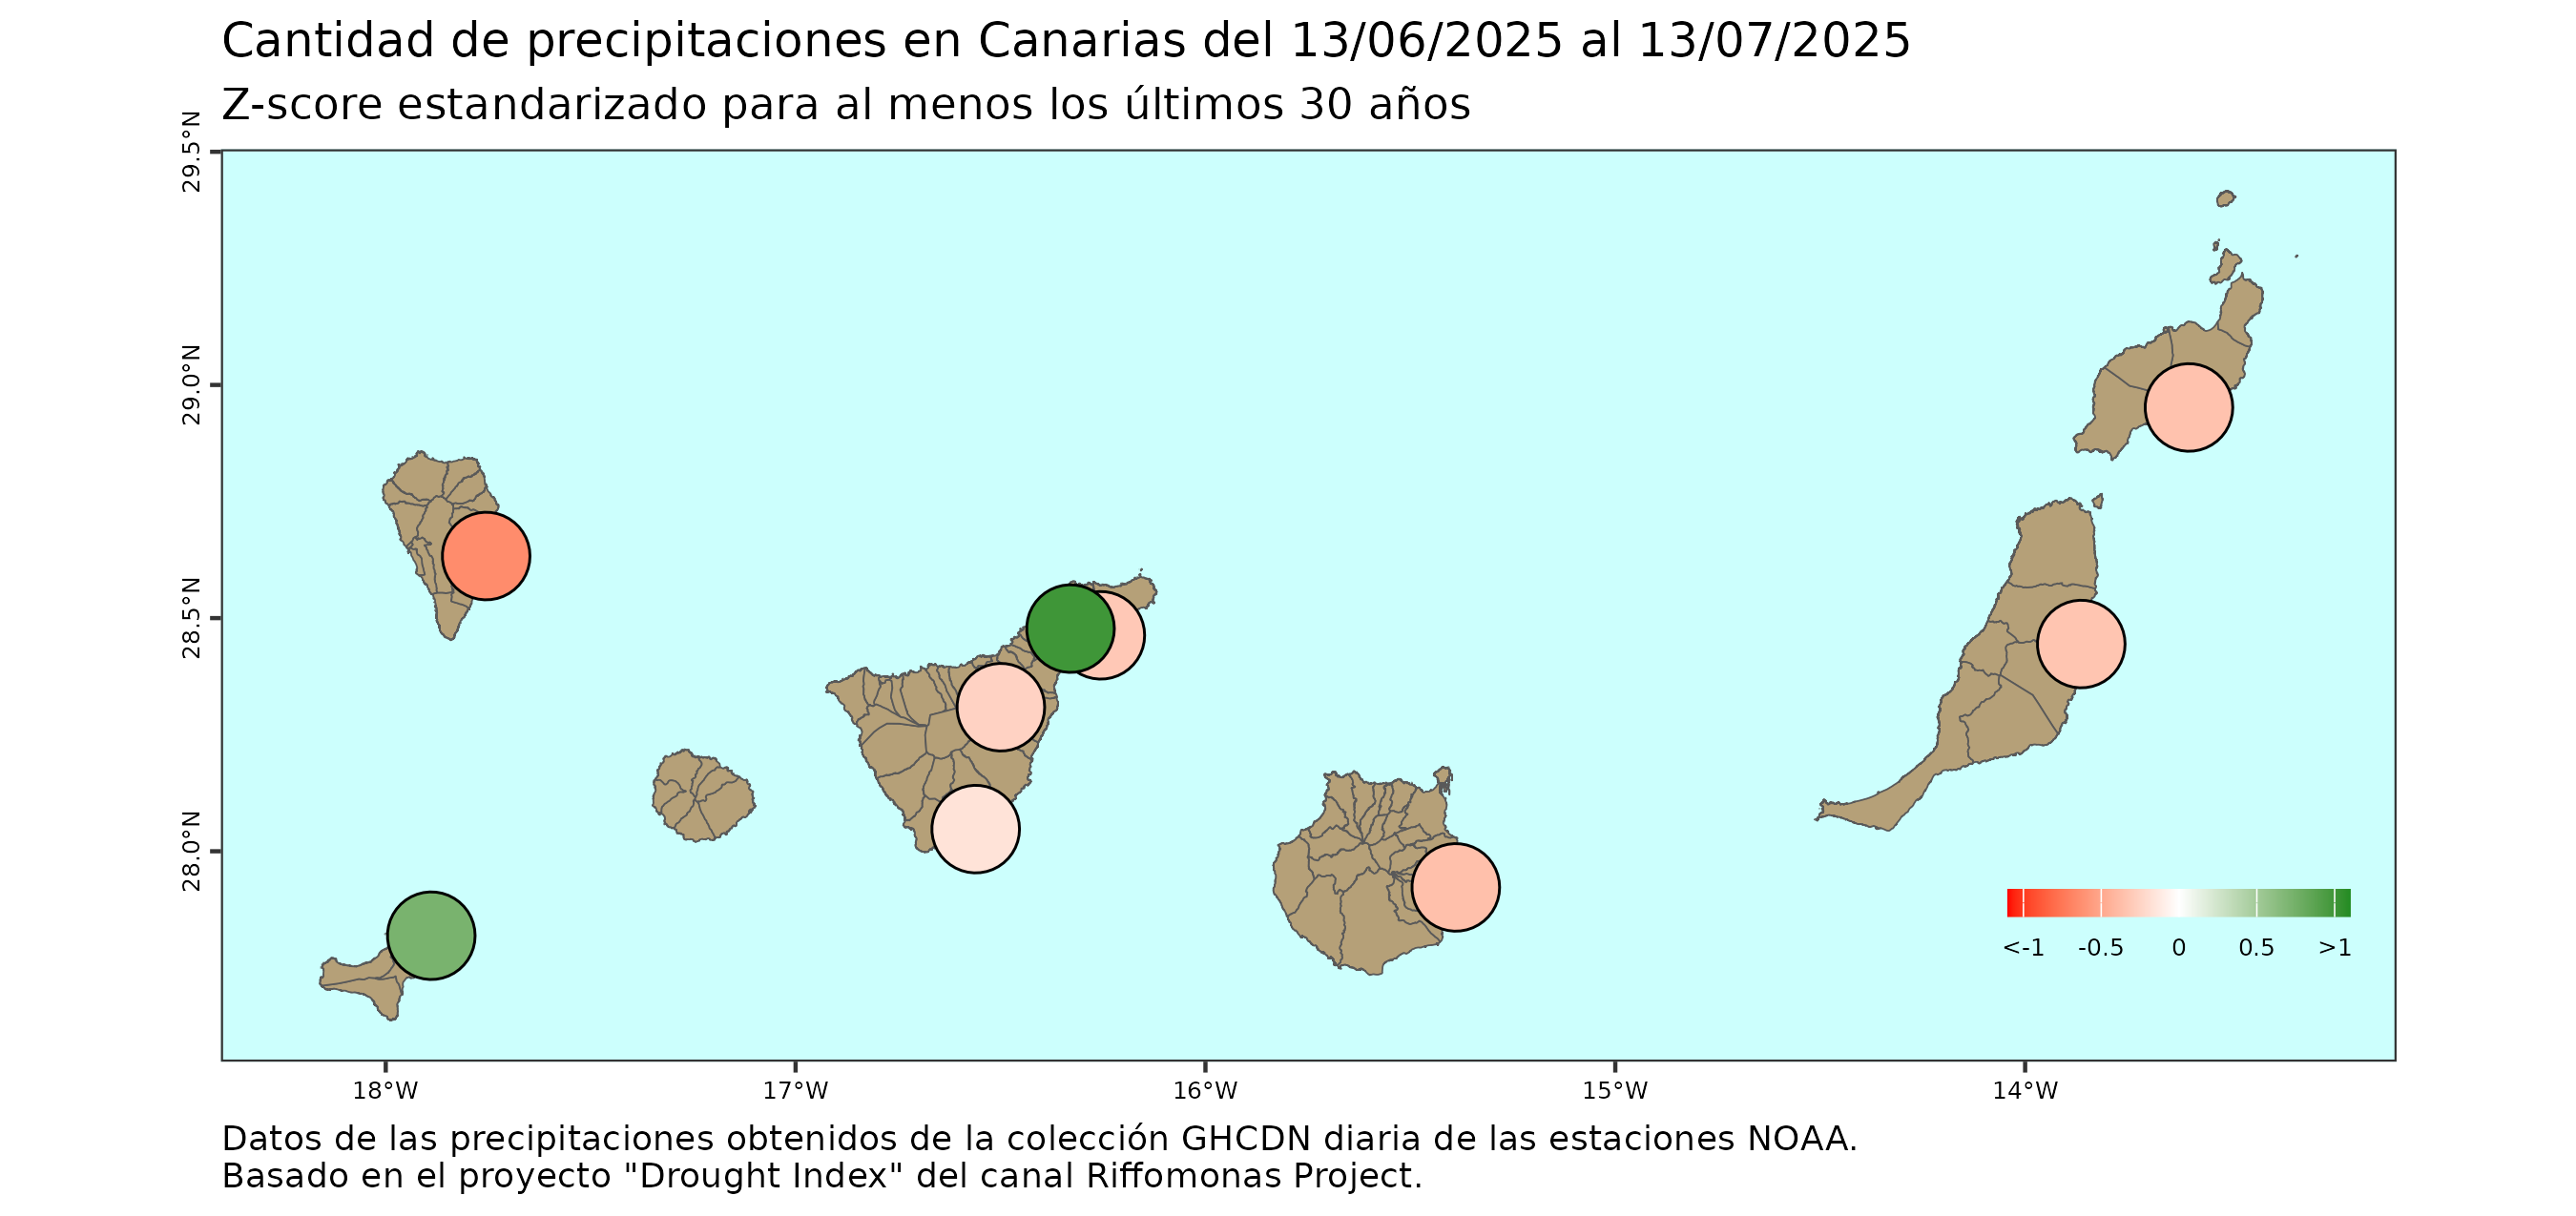 Cantidad de precipitaciones en Canarias del 13/06/2025 al 13/07/2025
Z-score estandarizado para al menos los últimos 30 años
29.5°N
29.0°N
28.5°N
28.0°N
<-1 -0.5 0 0.5 >1
18°W 17°W 16°W 15°W 14°W
Datos de las precipitaciones obtenidos de la colección GHCDN diaria de las estaciones NOAA.
Basado en el proyecto "Drought Index" del canal Riffomonas Project.